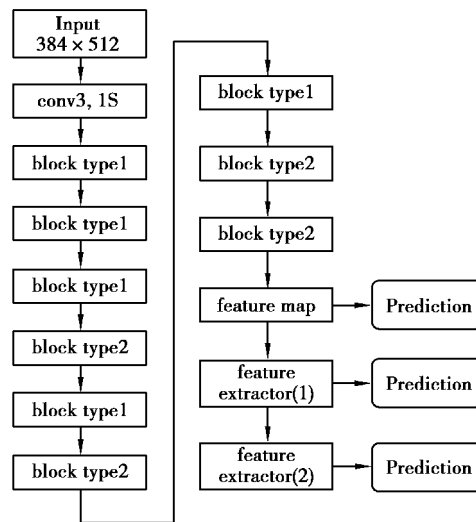 Input
384 × 512
conv3, 1S
block type1
block type1
block type1
block type2
block type1
block type2
block type1
block type2
block type2
feature map
Prediction
feature
extractor(1)
Prediction
feature
extractor(2)
Prediction